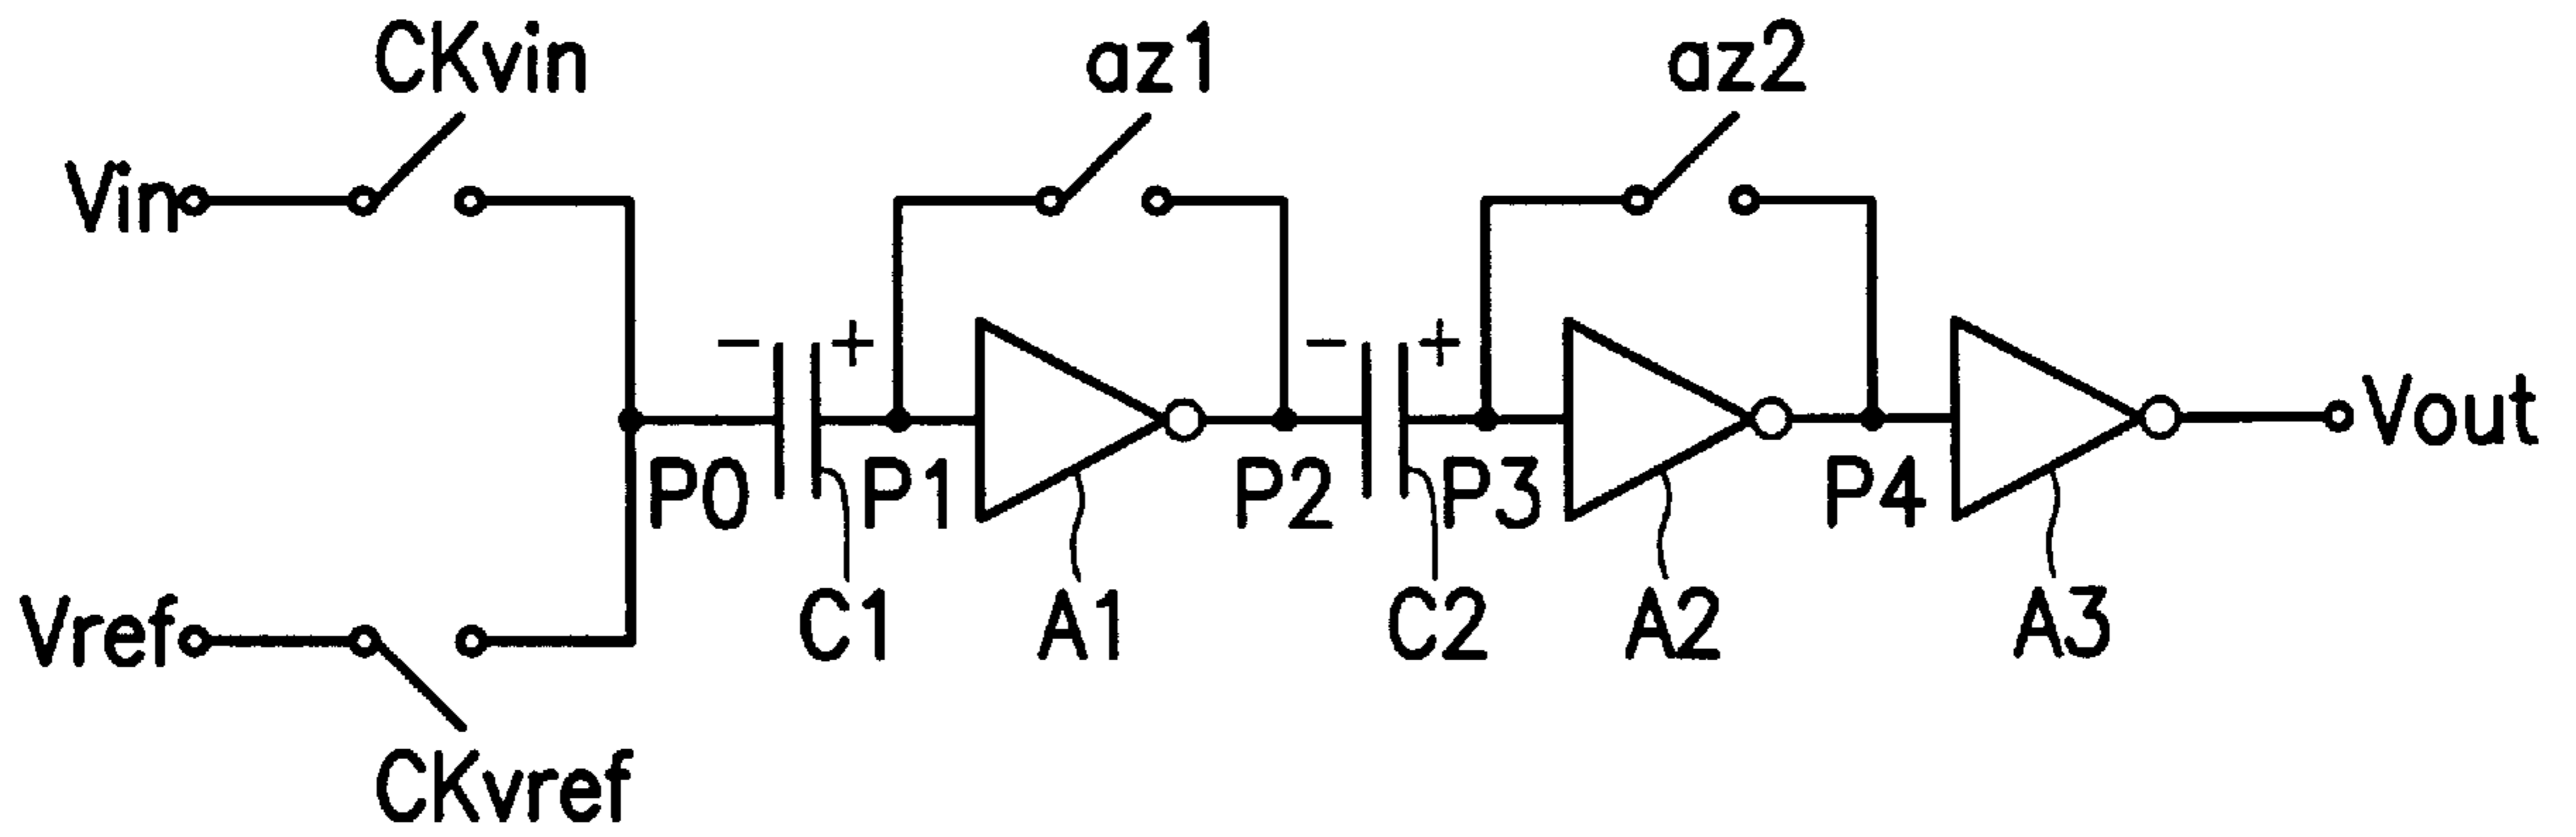 CKvin
az1
az2
Vin
- +
- +
Vout
P0
P1
P2
P3
P4
Vref
C1
A1
C2
A2
A3
CKvref